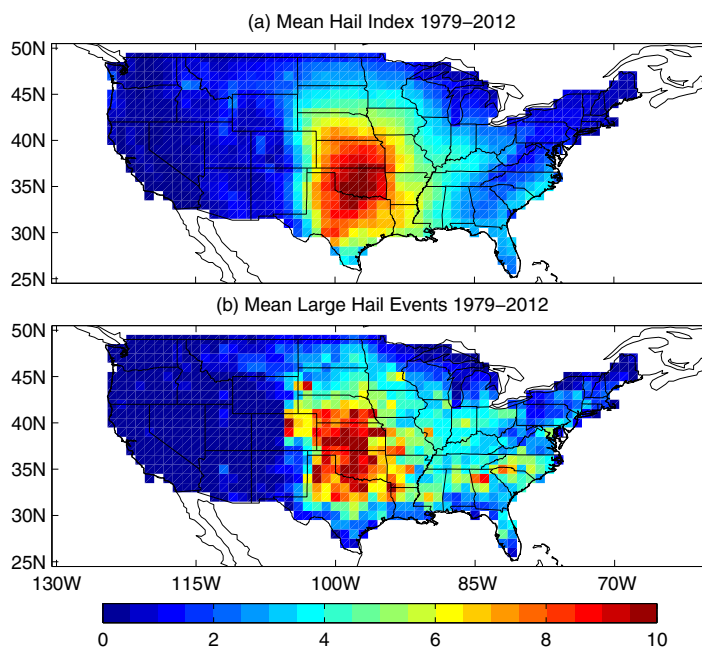 (a) Mean Hail Index 1979−2012
50N
45N
40N
35N
30N
25N
(b) Mean Large Hail Events 1979−2012
50N
45N
40N
35N
30N
25N
130W 115W 100W 85W 70W
0 2 4 6 8 10